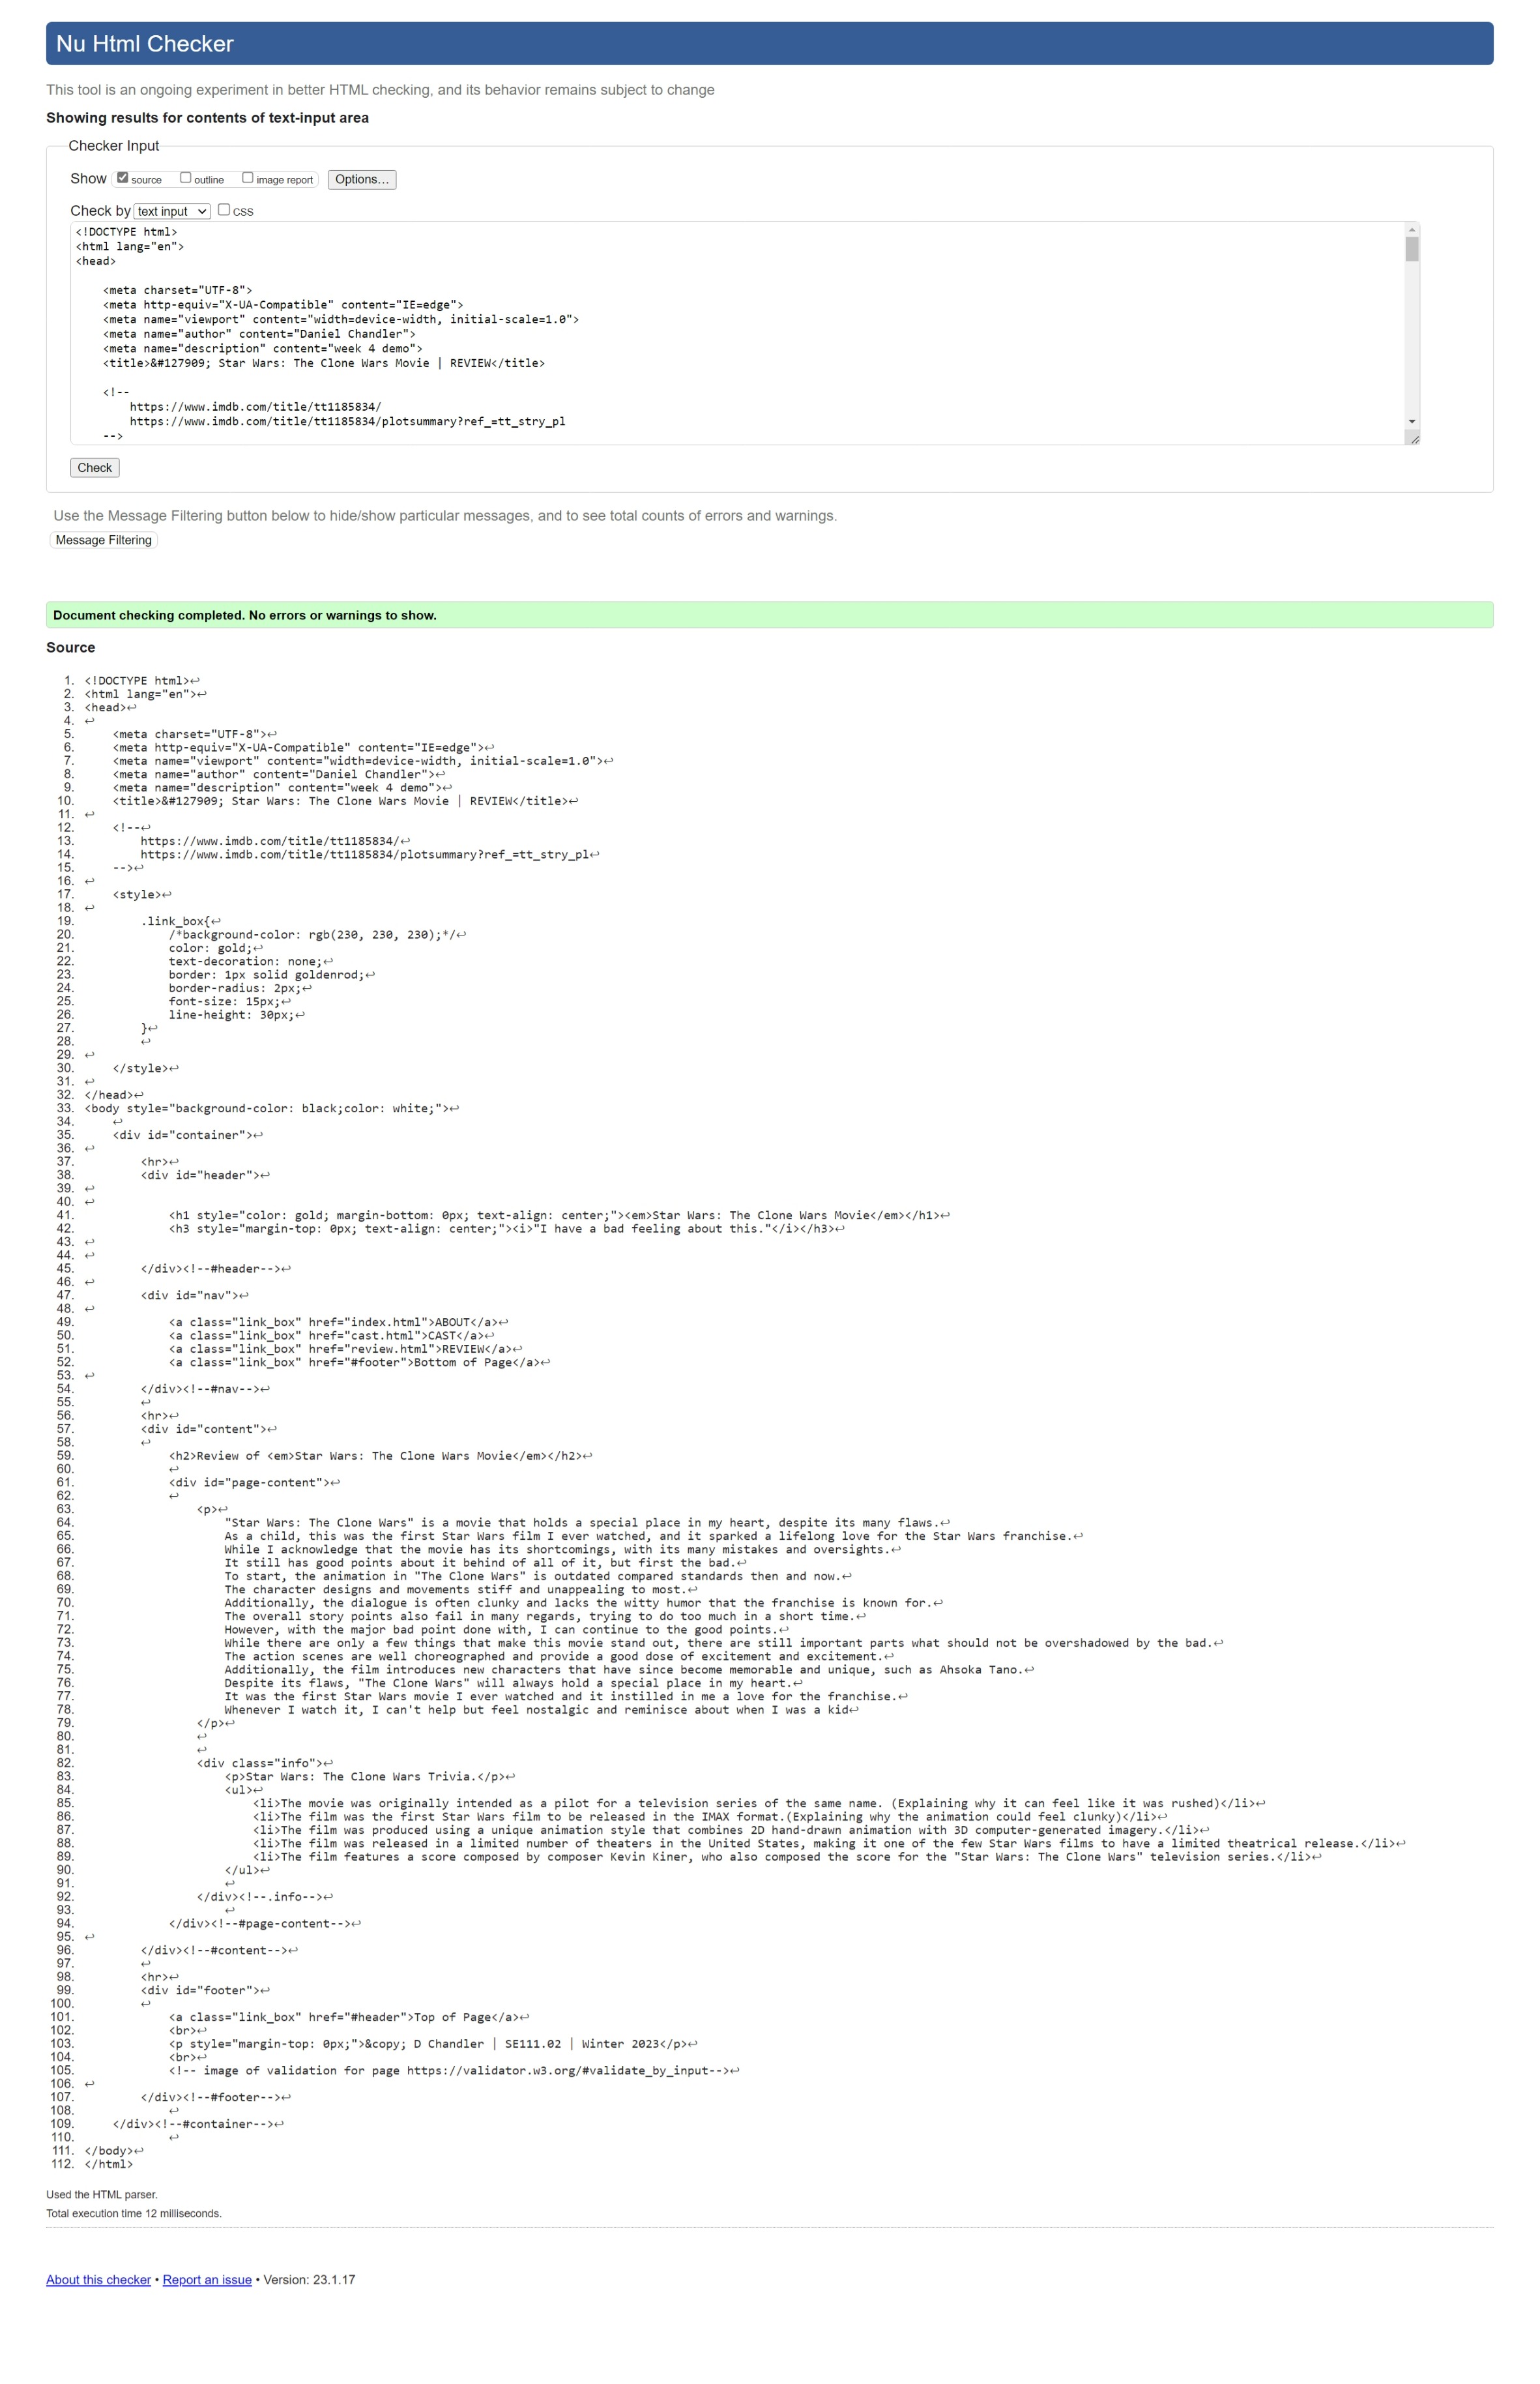 Nu Html Checker
This tool is an ongoing experiment in better HTML checking, and its behavior remains subject to change
Showing results for contents of text-input area
Checker Input
Show source outline image report Options...
Check by text input css
<!DOCTYPE html>
<html lang="en">
<head>
<meta charset="UTF-8">
<meta http-equiv="X-UA-Compatible" content="IE=edge">
<meta name="viewport" content="width=device-width, initial-scale=1.0">
<meta name="author" content="Daniel Chandler">
<meta name="description" content="week 4 demo">
<title>&#127909; Star Wars: The Clone Wars Movie | REVIEW</title>
<!--
https://www.imdb.com/title/tt1185834/
https://www.imdb.com/title/tt1185834/plotsummary?ref_=tt_stry_pl
-->
Check
Use the Message Filtering button below to hide/show particular messages, and to see total counts of errors and warnings.
Message Filtering
Document checking completed. No errors or warnings to show.
Source
1. <!DOCTYPE html>↩
2. <html lang="en">↩
3. <head>↩
4. ↩
5. <meta charset="UTF-8">↩
6. <meta http-equiv="X-UA-Compatible" content="IE=edge">↩
7. <meta name="viewport" content="width=device-width, initial-scale=1.0">↩
8. <meta name="author" content="Daniel Chandler">↩
9. <meta name="description" content="week 4 demo">↩
10. <title>&#127909; Star Wars: The Clone Wars Movie | REVIEW</title>↩
11. ↩
12. <!--↩
13. https://www.imdb.com/title/tt1185834/↩
14. https://www.imdb.com/title/tt1185834/plotsummary?ref_=tt_stry_pl↩
15. -->↩
16. ↩
17. <style>↩
18. ↩
19. .link_box{↩
20. /*background-color: rgb(230, 230, 230);*/↩
21. color: gold;↩
22. text-decoration: none;↩
23. border: 1px solid goldenrod;↩
24. border-radius: 2px;↩
25. font-size: 15px;↩
26. line-height: 30px;↩
27. }↩
28. ↩
29. ↩
30. </style>↩
31. ↩
32. </head>↩
33. <body style="background-color: black;color: white;">↩
34. ↩
35. <div id="container">↩
36. ↩
37. <hr>↩
38. <div id="header">↩
39. ↩
40. ↩
41. <h1 style="color: gold; margin-bottom: 0px; text-align: center;"><em>Star Wars: The Clone Wars Movie</em></h1>↩
42. <h3 style="margin-top: 0px; text-align: center;"><i>"I have a bad feeling about this."</i></h3>↩
43. ↩
44. ↩
45. </div><!--#header-->↩
46. ↩
47. <div id="nav">↩
48. ↩
49. <a class="link_box" href="index.html">ABOUT</a>↩
50. <a class="link_box" href="cast.html">CAST</a>↩
51. <a class="link_box" href="review.html">REVIEW</a>↩
52. <a class="link_box" href="#footer">Bottom of Page</a>↩
53. ↩
54. </div><!--#nav-->↩
55. ↩
56. <hr>↩
57. <div id="content">↩
58. ↩
59. <h2>Review of <em>Star Wars: The Clone Wars Movie</em></h2>↩
60. ↩
61. <div id="page-content">↩
62. ↩
63. <p>↩
64. "Star Wars: The Clone Wars" is a movie that holds a special place in my heart, despite its many flaws.↩
65. As a child, this was the first Star Wars film I ever watched, and it sparked a lifelong love for the Star Wars franchise.↩
66. While I acknowledge that the movie has its shortcomings, with its many mistakes and oversights.↩
67. It still has good points about it behind of all of it, but first the bad.↩
68. To start, the animation in "The Clone Wars" is outdated compared standards then and now.↩
69. The character designs and movements stiff and unappealing to most.↩
70. Additionally, the dialogue is often clunky and lacks the witty humor that the franchise is known for.↩
71. The overall story points also fail in many regards, trying to do too much in a short time.↩
72. However, with the major bad point done with, I can continue to the good points.↩
73. While there are only a few things that make this movie stand out, there are still important parts what should not be overshadowed by the bad.↩
74. The action scenes are well choreographed and provide a good dose of excitement and excitement.↩
75. Additionally, the film introduces new characters that have since become memorable and unique, such as Ahsoka Tano.↩
76. Despite its flaws, "The Clone Wars" will always hold a special place in my heart.↩
77. It was the first Star Wars movie I ever watched and it instilled in me a love for the franchise.↩
78. Whenever I watch it, I can't help but feel nostalgic and reminisce about when I was a kid↩
79. </p>↩
80. ↩
81. ↩
82. <div class="info">↩
83. <p>Star Wars: The Clone Wars Trivia.</p>↩
84. <ul>↩
85. <li>The movie was originally intended as a pilot for a television series of the same name. (Explaining why it can feel like it was rushed)</li>↩
86. <li>The film was the first Star Wars film to be released in the IMAX format.(Explaining why the animation could feel clunky)</li>↩
87. <li>The film was produced using a unique animation style that combines 2D hand-drawn animation with 3D computer-generated imagery.</li>↩
88. <li>The film was released in a limited number of theaters in the United States, making it one of the few Star Wars films to have a limited theatrical release.</li>↩
89. <li>The film features a score composed by composer Kevin Kiner, who also composed the score for the "Star Wars: The Clone Wars" television series.</li>↩
90. </ul>↩
91. ↩
92. </div><!--.info-->↩
93. ↩
94. </div><!--#page-content-->↩
95. ↩
96. </div><!--#content-->↩
97. ↩
98. <hr>↩
99. <div id="footer">↩
100. ↩
101. <a class="link_box" href="#header">Top of Page</a>↩
102. <br>↩
103. <p style="margin-top: 0px;">&copy; D Chandler | SE111.02 | Winter 2023</p>↩
104. <br>↩
105. <!-- image of validation for page https://validator.w3.org/#validate_by_input-->↩
106. ↩
107. </div><!--#footer-->↩
108. ↩
109. </div><!--#container-->↩
110. ↩
111. </body>↩
112. </html>
Used the HTML parser.
Total execution time 12 milliseconds.
About this checker • Report an issue • Version: 23.1.17